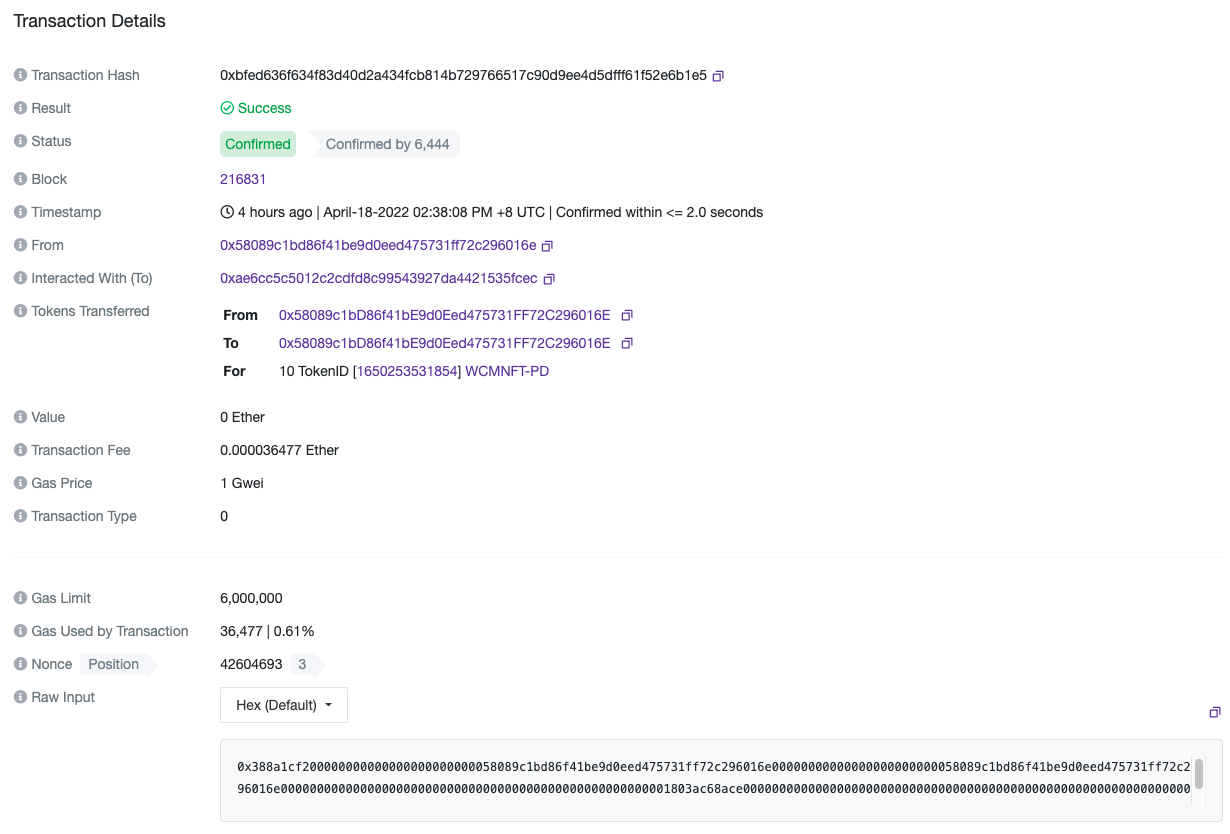 Transaction Details
Transaction Hash 0xbfed636f634f83d40d2a434fcb814b729766517c90d9ee4d5dfff61f52e6b1e5
Result Success
Status Confirmed Confirmed by 6,444
Block 216831
Timestamp 4 hours ago | April-18-2022 02:38:08 PM +8 UTC | Confirmed within <= 2.0 seconds
From 0x58089c1bd86f41be9d0eed475731ff72c296016e
Interacted With (To) 0xae6cc5c5012c2cdfd8c99543927da4421535fcec
Tokens Transferred
From 0x58089c1bD86f41bE9d0Eed475731FF72C296016E
To 0x58089c1bD86f41bE9d0Eed475731FF72C296016E
For 10 TokenID [1650253531854] WCMNFT-PD
Value 0 Ether
Transaction Fee 0.000036477 Ether
Gas Price 1 Gwei
Transaction Type 0
Gas Limit 6,000,000
Gas Used by Transaction 36,477 | 0.61%
Nonce Position 42604693 3
Raw Input Hex (Default)
0x388a1cf200000000000000000000000058089c1bd86f41be9d0eed475731ff72c296016e00000000000000000000000058089c1bd86f41be9d0eed475731ff72c2
96016e000000000000000000000000000000000000000000000000000001803ac68ace0000000000000000000000000000000000000000000000000000000000